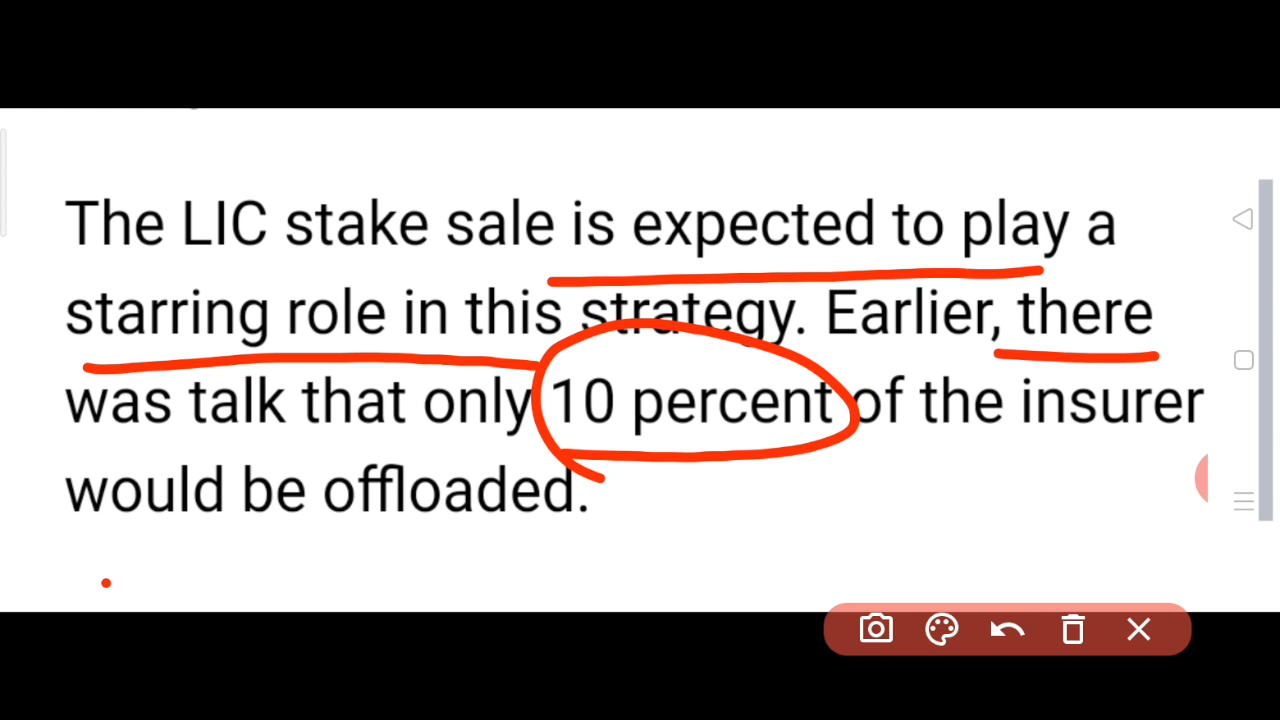 The LIC stake sale is expected to play a
starring role in this strategy. Earlier, there
was talk that only 10 percent of the insurer
would be offloaded.